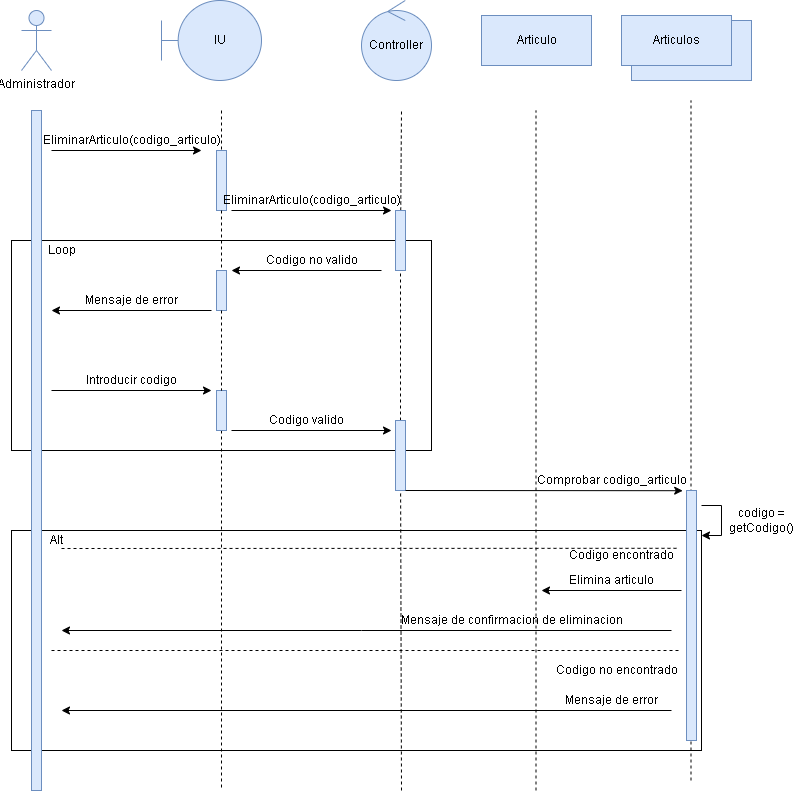 IU
Controller
Articulo
Articulos
Administrador
EliminarArticulo(codigo_articulo)
EliminarArticulo(codigo_articulo)
Loop
Codigo no valido
Mensaje de error
Introducir codigo
Codigo valido
Comprobar codigo_articulo
codigo =
getCodigo()
Alt
Codigo encontrado
Elimina articulo
Mensaje de confirmacion de eliminacion
Codigo no encontrado
Mensaje de error